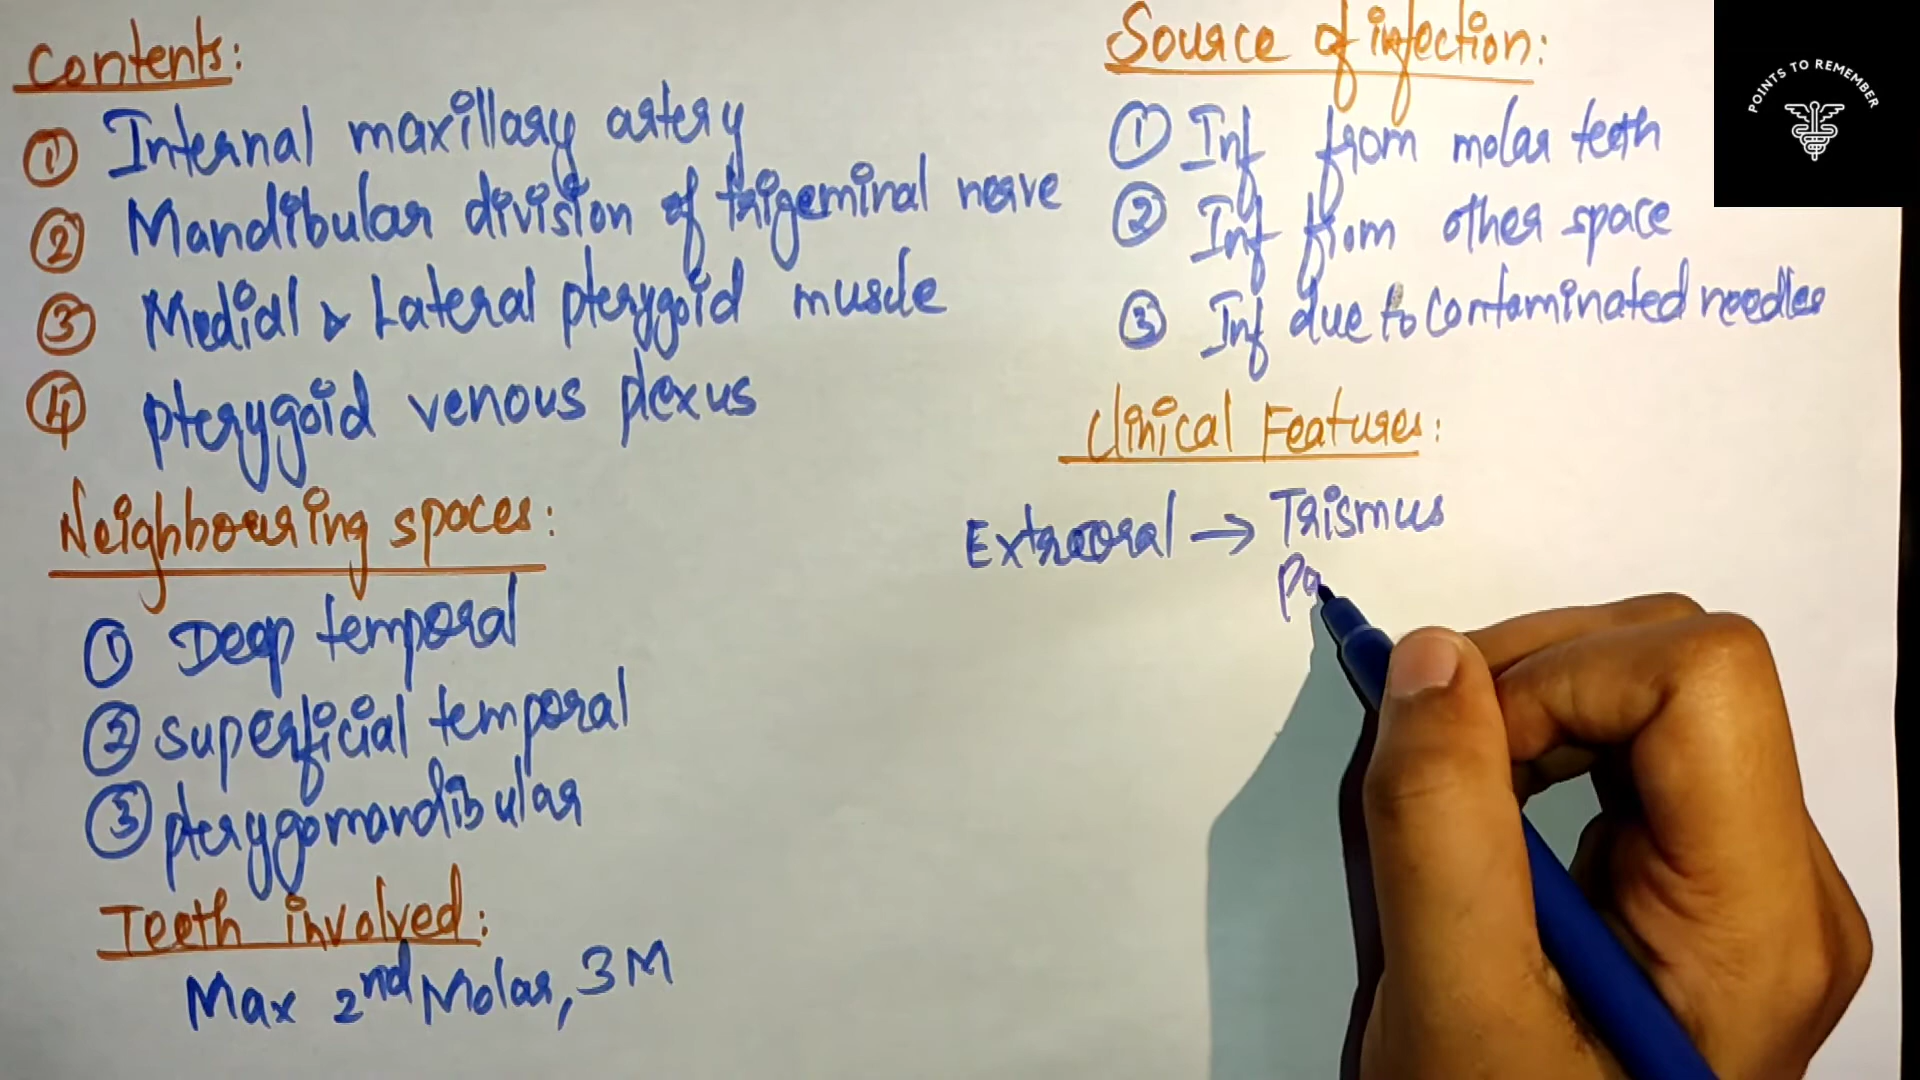 Contents:
① Internal maxillary artery
② Mandibular division of trigeminal nerve
③ Medial & Lateral pterygoid muscle
④ pterygoid venous plexus
Neighbouring spaces:
① Deep temporal
② superficial temporal
③ pterygomandibular
Teeth involved:
Max 2nd Molar, 3M
Source of infection:
① Inf from molar teeth
② Inf from other space
③ Inf due to contaminated needles
Clinical Features:
Extraoral → Trismus
Pa
POINTS TO REMEMBER